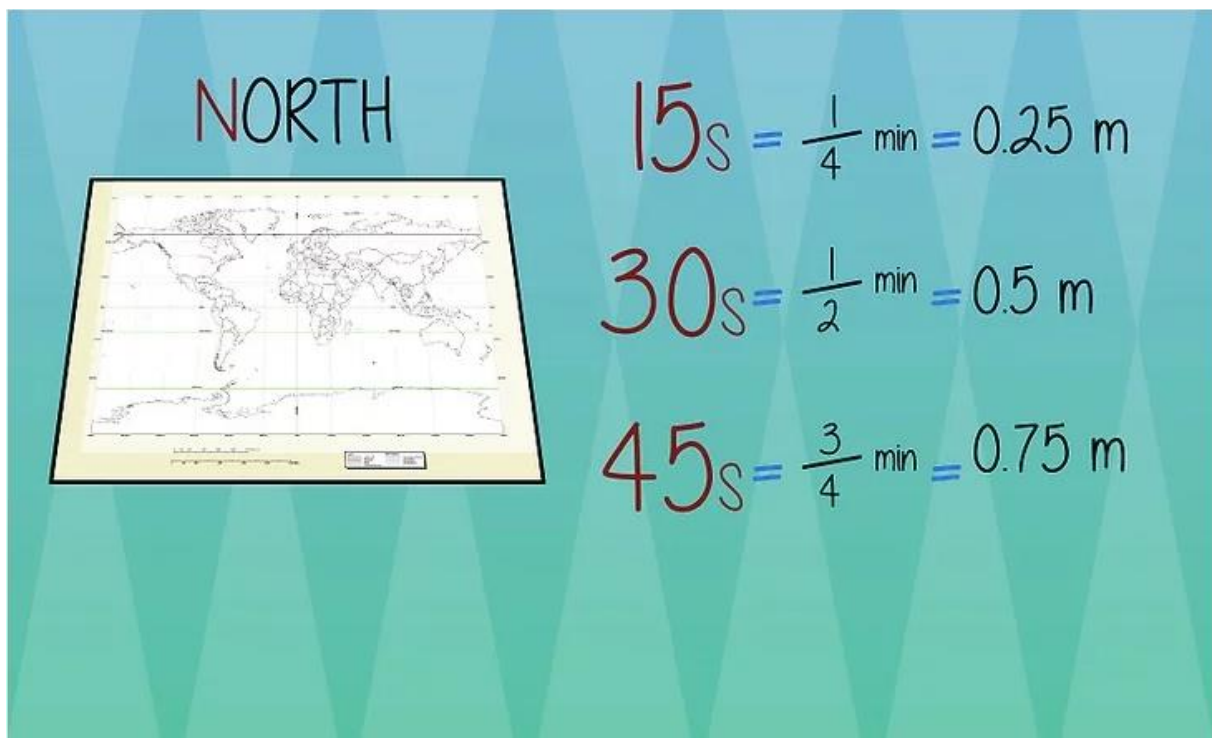 NORTH
15s = 1/4 min = 0.25 m
30s = 1/2 min = 0.5 m
45s = 3/4 min = 0.75 m